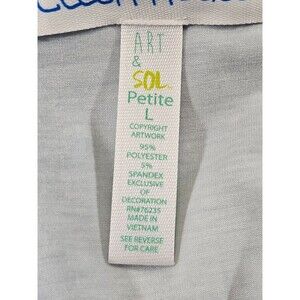 ART
&
SOL
Petite
L
COPYRIGHT
ARTWORK
95%
POLYESTER
5%
SPANDEX
EXCLUSIVE
OF
DECORATION
RN#76235
MADE IN
VIETNAM
SEE REVERSE
FOR CARE